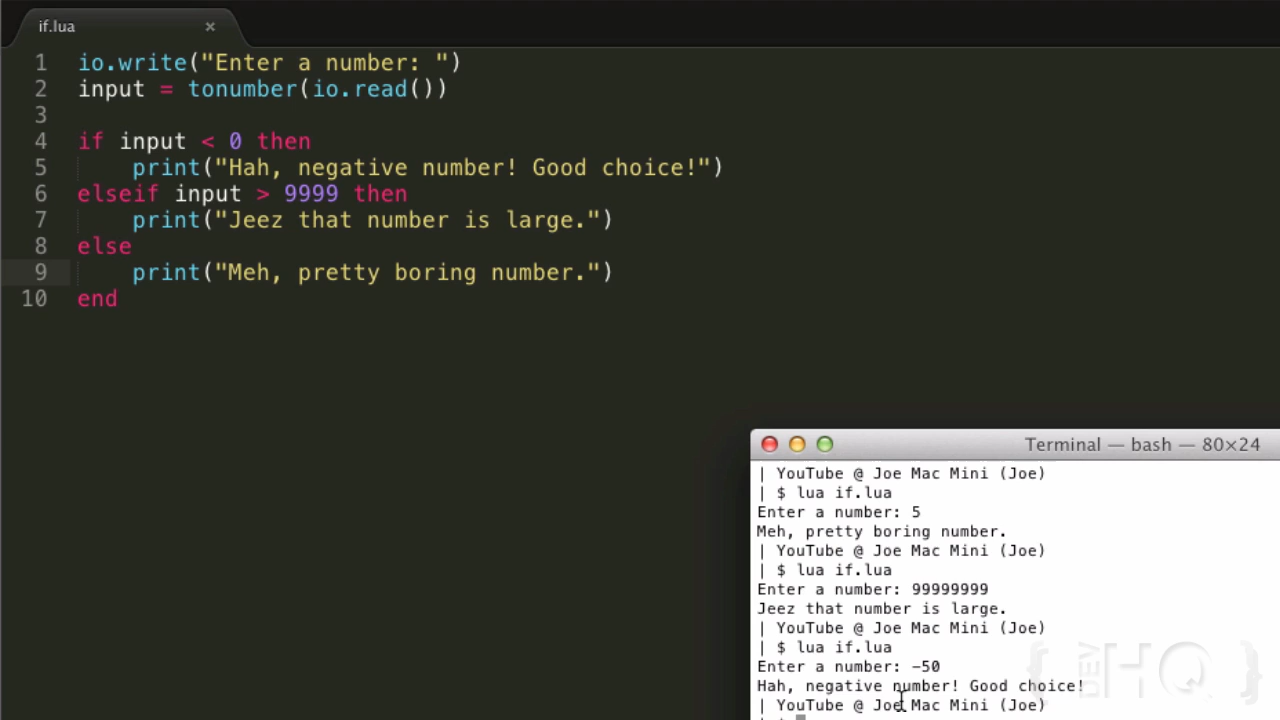 if.lua ×
1 io.write("Enter a number: ")
2 input = tonumber(io.read())
3
4 if input < 0 then
5 print("Hah, negative number! Good choice!")
6 elseif input > 9999 then
7 print("Jeez that number is large.")
8 else
9 print("Meh, pretty boring number.")
10 end
Terminal — bash — 80×24
| YouTube @ Joe Mac Mini (Joe)
| $ lua if.lua
Enter a number: 5
Meh, pretty boring number.
| YouTube @ Joe Mac Mini (Joe)
| $ lua if.lua
Enter a number: 99999999
Jeez that number is large.
| YouTube @ Joe Mac Mini (Joe)
| $ lua if.lua
Enter a number: -50
Hah, negative number! Good choice!
| YouTube @ Joe Mac Mini (Joe)
{ DEV HQ }